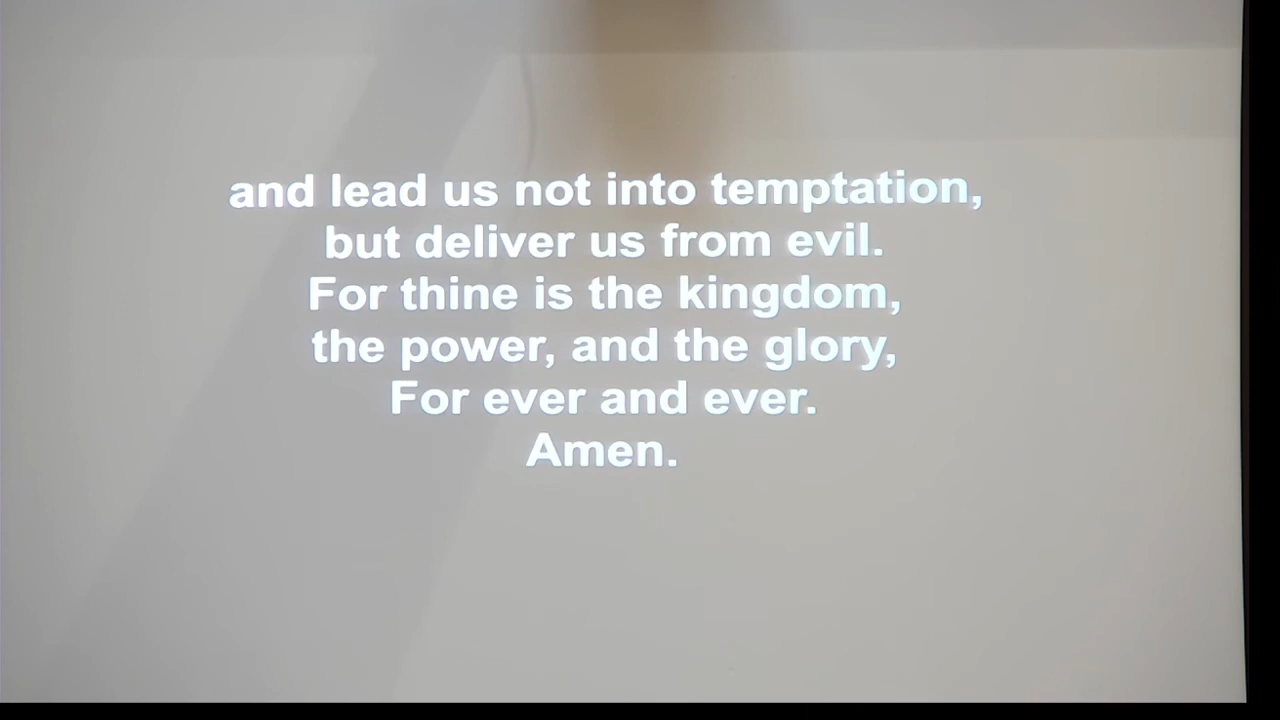 and lead us not into temptation,
but deliver us from evil.
For thine is the kingdom,
the power, and the glory,
For ever and ever.
Amen.